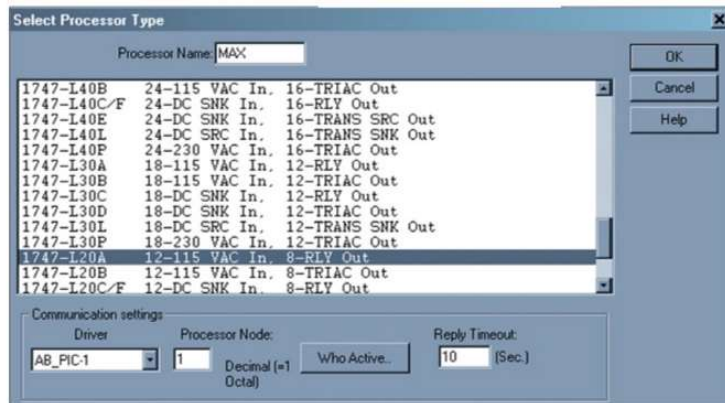 Select Processor Type
Processor Name: MAX
OK
Cancel
Help
1747-L40B 24-115 VAC In, 16-TRIAC Out
1747-L40C/F 24-DC SNK In, 16-RLY Out
1747-L40E 24-DC SNK In, 16-TRANS SRC Out
1747-L40L 24-DC SRC In, 16-TRANS SNK Out
1747-L40P 24-230 VAC In, 16-TRIAC Out
1747-L30A 18-115 VAC In, 12-RLY Out
1747-L30B 18-115 VAC In, 12-TRIAC Out
1747-L30C 18-DC SNK In, 12-RLY Out
1747-L30D 18-DC SNK In, 12-TRIAC Out
1747-L30L 18-DC SRC In, 12-TRANS SNK Out
1747-L30P 18-230 VAC In, 12-TRIAC Out
1747-L20A 12-115 VAC In, 8-RLY Out
1747-L20B 12-115 VAC In, 8-TRIAC Out
1747-L20C/F 12-DC SNK In, 8-RLY Out
Communication settings
Driver Processor Node: Reply Timeout:
AB_PIC-1 1 Decimal (=1 Who Active.. 10 (Sec.)
Octal)